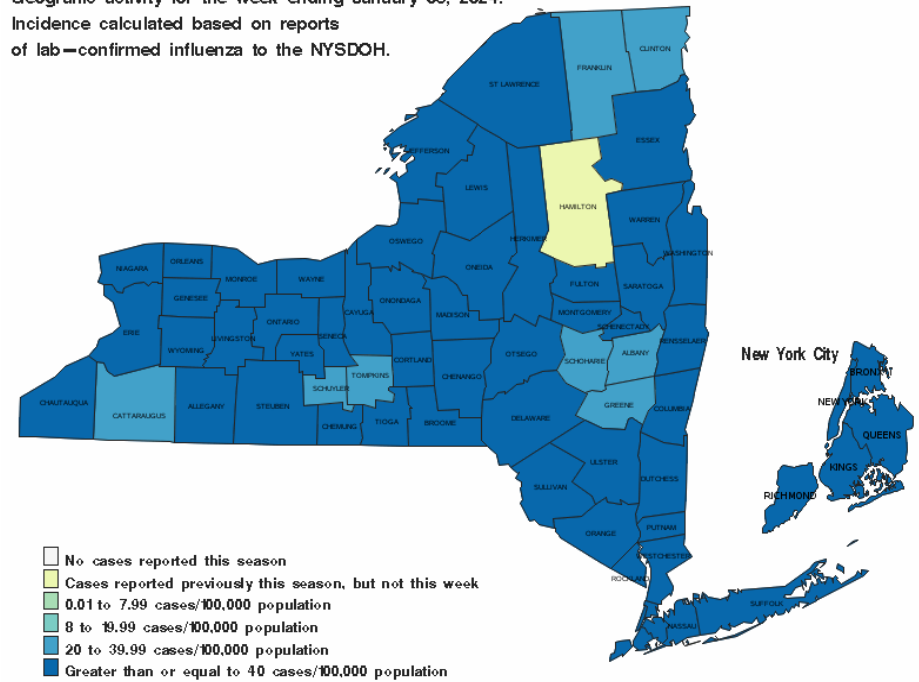 Incidence calculated based on reports
of lab-confirmed influenza to the NYSDOH.
CLINTON
FRANKLIN
ST LAWRENCE
ESSEX
JEFFERSON
LEWIS
HAMILTON
WARREN
HERKIMER
OSWEGO
WASHINGTON
ONEIDA
NIAGARA
ORLEANS
MONROE
WAYNE
FULTON
SARATOGA
GENESEE
ONONDAGA
CAYUGA
MADISON
MONTGOMERY
ONTARIO
SCHENECTADY
ERIE
LIVINGSTON
SENECA
RENSSELAER
WYOMING
YATES
OTSEGO
SCHOHARIE
ALBANY
New York City
CORTLAND
TOMPKINS
CHENANGO
SCHUYLER
BRONX
CHAUTAUQUA
CATTARAUGUS
ALLEGANY
STEUBEN
GREENE
COLUMBIA
NEW YORK
CHEMUNG
TIOGA
BROOME
DELAWARE
QUEENS
ULSTER
KINGS
DUTCHESS
SULLIVAN
RICHMOND
PUTNAM
ORANGE
WESTCHESTER
ROCKLAND
SUFFOLK
NASSAU
No cases reported this season
Cases reported previously this season, but not this week
0.01 to 7.99 cases/100,000 population
8 to 19.99 cases/100,000 population
20 to 39.99 cases/100,000 population
Greater than or equal to 40 cases/100,000 population